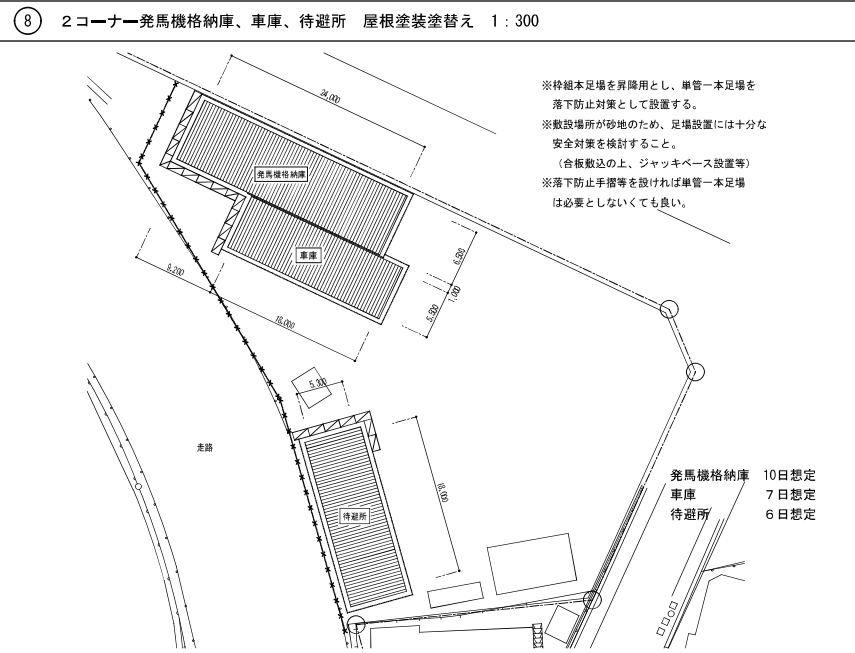 ⑧ 2コーナー発馬機格納庫、車庫、待避所 屋根塗装塗替え 1：300
※枠組本足場を昇降用とし、単管一本足場を
落下防止対策として設置する。
※敷設場所が砂地のため、足場設置には十分な
安全対策を検討すること。
（合板敷込の上、ジャッキベース設置等）
※落下防止手摺等を設ければ単管一本足場
は必要としないくても良い。
24,000
発馬機格納庫
車庫
6,500
1,000
5,500
9,200
18,000
5,300
走路
18,000
待避所
発馬機格納庫 10日想定
車庫 7日想定
待避所 6日想定